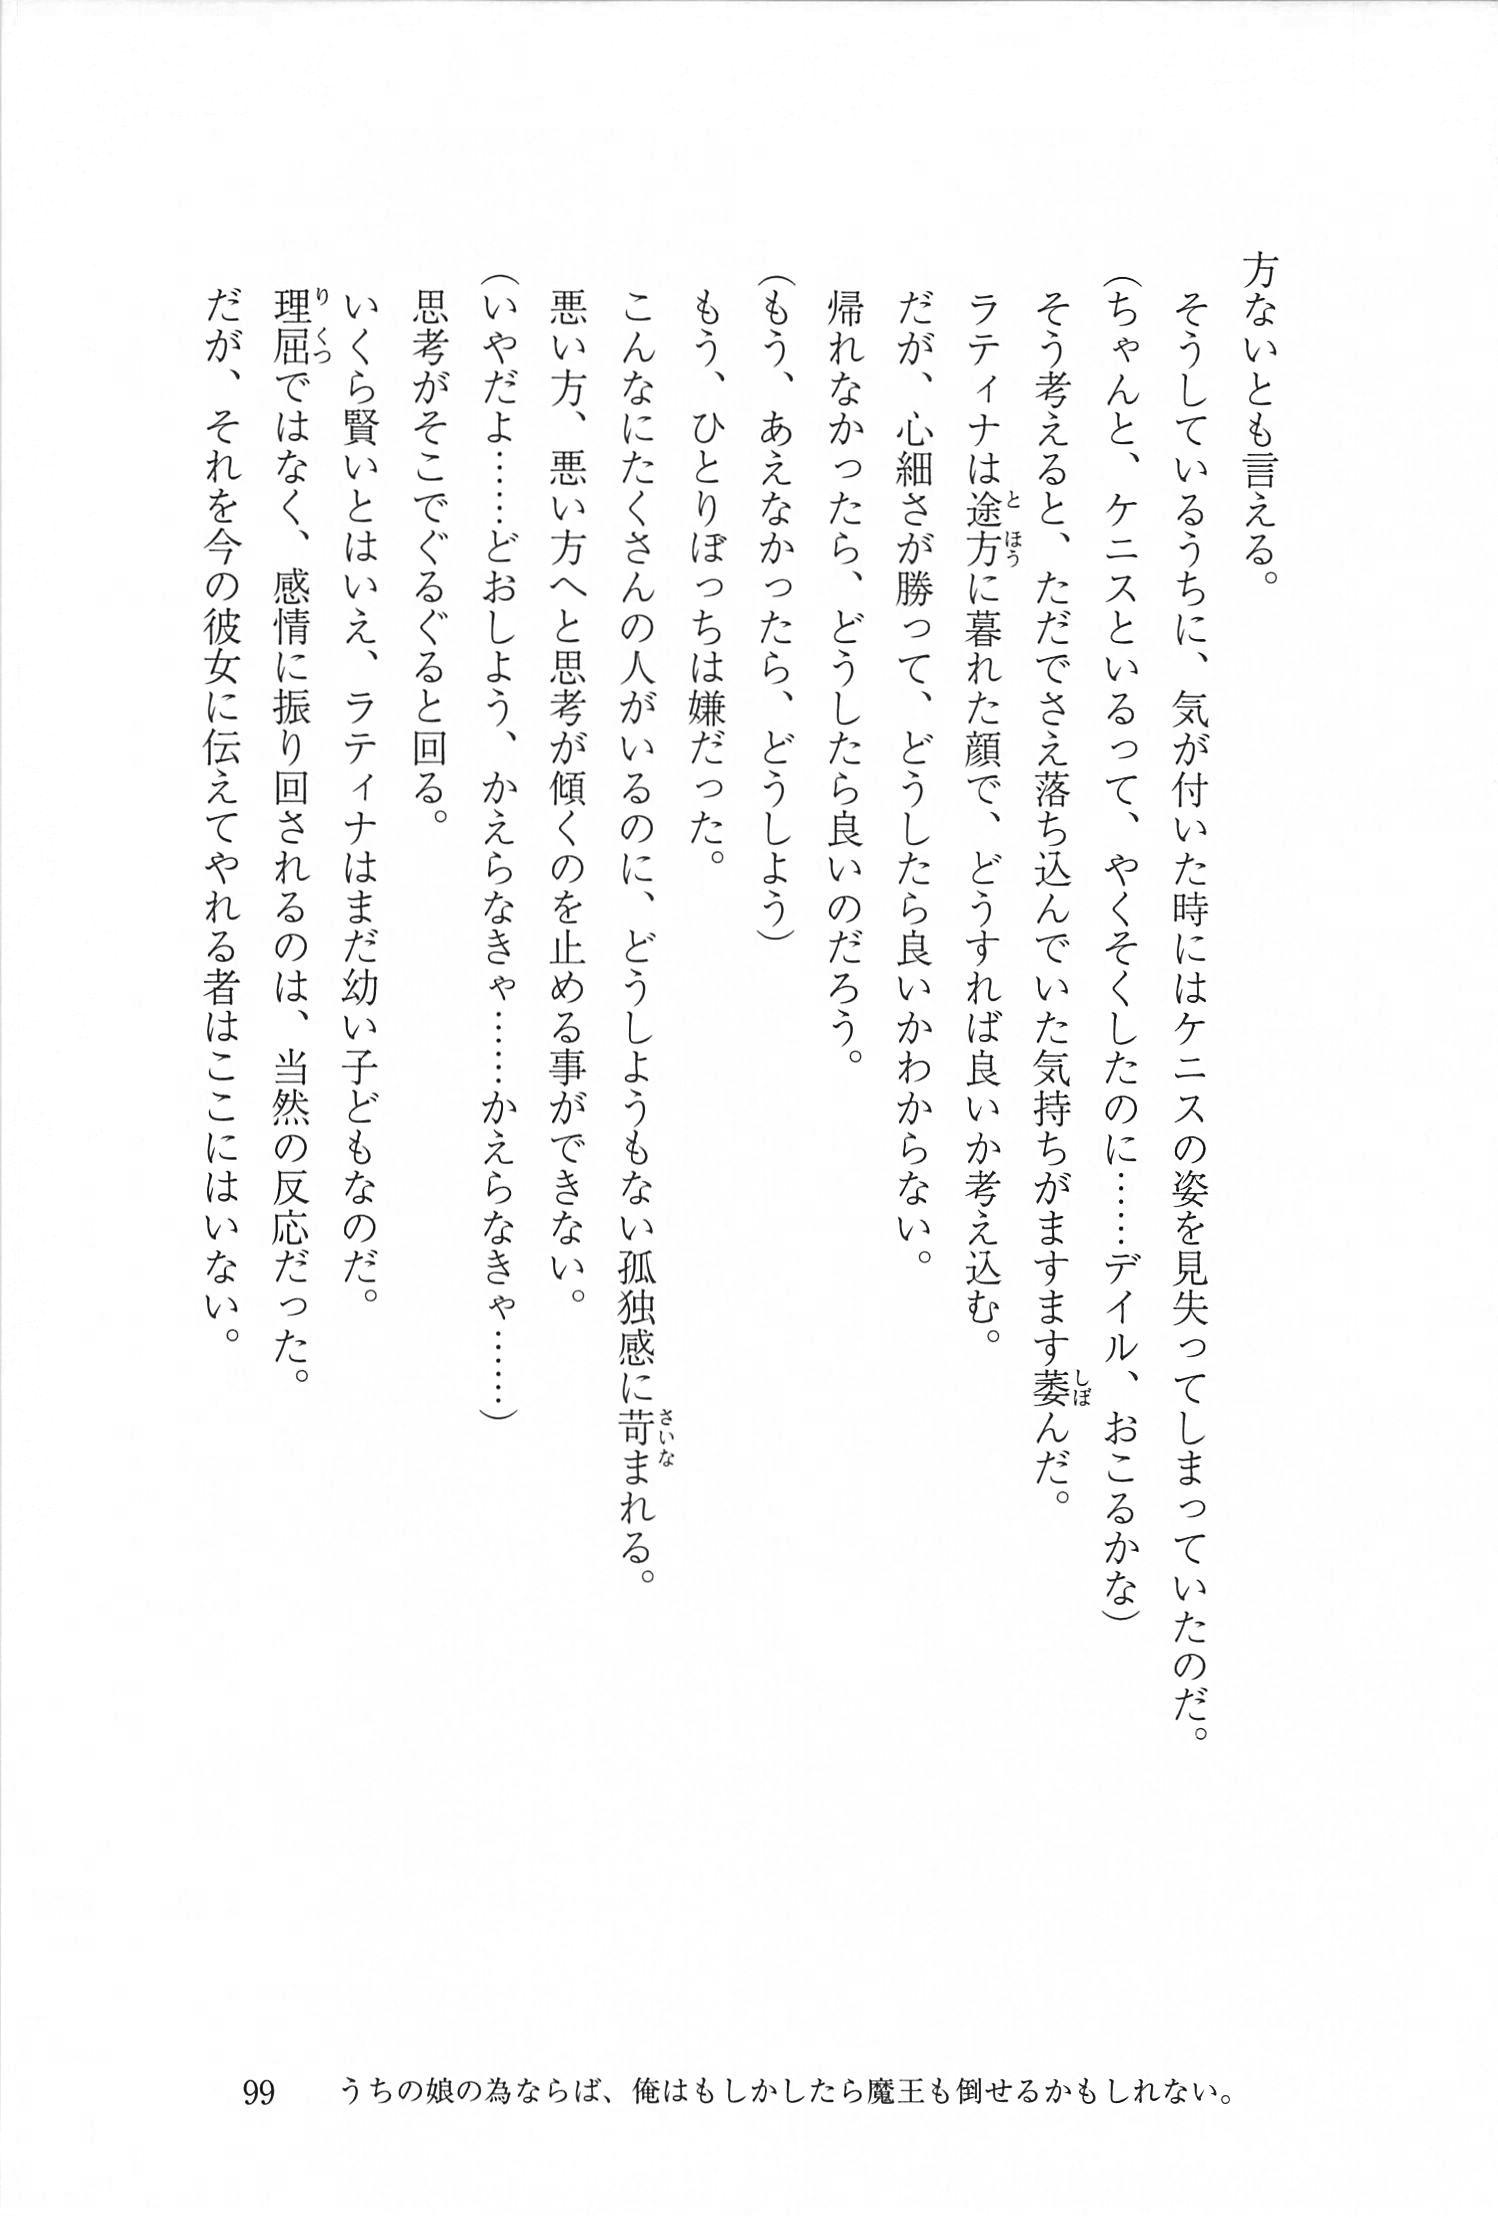 方ないとも言える。
そうしているうちに、気が付いた時にはケニスの姿を見失ってしまっていたのだ。
（ちゃんと、ケニスといるって、やくそくしたのに……デイル、おこるかな）
そう考えると、ただでさえ落ち込んでいた気持ちがますます萎んだ。
ラティナは途方に暮れた顔で、どうすれば良いか考え込む。
だが、心細さが勝って、どうしたら良いかわからない。
帰れなかったら、どうしたら良いのだろう。
（もう、あえなかったら、どうしよう）
もう、ひとりぼっちは嫌だった。
こんなにたくさんの人がいるのに、どうしようもない孤独感に苛まれる。
悪い方、悪い方へと思考が傾くのを止める事ができない。
（いやだよ……どおしよう、かえらなきゃ……かえらなきゃ……）
思考がそこでぐるぐると回る。
いくら賢いとはいえ、ラティナはまだ幼い子どもなのだ。
理屈ではなく、感情に振り回されるのは、当然の反応だった。
だが、それを今の彼女に伝えてやれる者はここにはいない。
99 うちの娘の為ならば、俺はもしかしたら魔王も倒せるかもしれない。